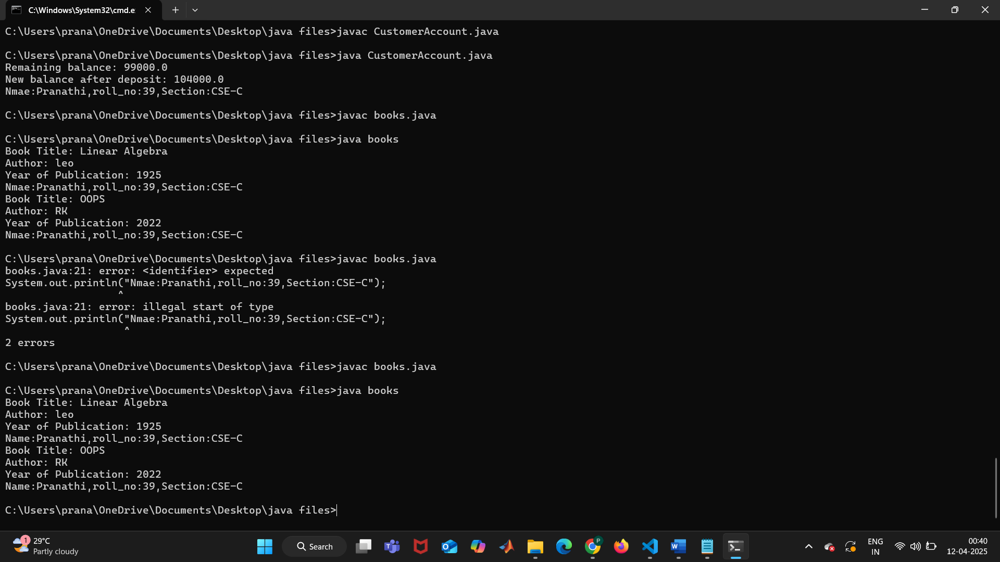 C:\Windows\System32\cmd.e
C:\Users\prana\OneDrive\Documents\Desktop\java files>javac CustomerAccount.java
C:\Users\prana\OneDrive\Documents\Desktop\java files>java CustomerAccount.java
Remaining balance: 99000.0
New balance after deposit: 104000.0
Nmae:Pranathi,roll_no:39,Section:CSE-C
C:\Users\prana\OneDrive\Documents\Desktop\java files>javac books.java
C:\Users\prana\OneDrive\Documents\Desktop\java files>java books
Book Title: Linear Algebra
Author: leo
Year of Publication: 1925
Nmae:Pranathi,roll_no:39,Section:CSE-C
Book Title: OOPS
Author: RK
Year of Publication: 2022
Nmae:Pranathi,roll_no:39,Section:CSE-C
C:\Users\prana\OneDrive\Documents\Desktop\java files>javac books.java
books.java:21: error: <identifier> expected
System.out.println("Nmae:Pranathi,roll_no:39,Section:CSE-C");
^
books.java:21: error: illegal start of type
System.out.println("Nmae:Pranathi,roll_no:39,Section:CSE-C");
^
2 errors
C:\Users\prana\OneDrive\Documents\Desktop\java files>javac books.java
C:\Users\prana\OneDrive\Documents\Desktop\java files>java books
Book Title: Linear Algebra
Author: leo
Year of Publication: 1925
Name:Pranathi,roll_no:39,Section:CSE-C
Book Title: OOPS
Author: RK
Year of Publication: 2022
Name:Pranathi,roll_no:39,Section:CSE-C
C:\Users\prana\OneDrive\Documents\Desktop\java files>
1
29°C
Partly cloudy
Search
ENG
IN
00:40
12-04-2025